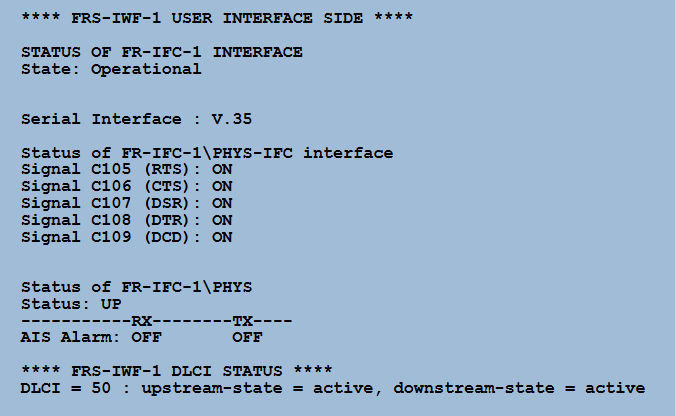 **** FRS-IWF-1 USER INTERFACE SIDE ****
STATUS OF FR-IFC-1 INTERFACE
State: Operational
Serial Interface : V.35
Status of FR-IFC-1\PHYS-IFC interface
Signal C105 (RTS): ON
Signal C106 (CTS): ON
Signal C107 (DSR): ON
Signal C108 (DTR): ON
Signal C109 (DCD): ON
Status of FR-IFC-1\PHYS
Status: UP
-----------RX--------TX----
AIS Alarm: OFF       OFF
**** FRS-IWF-1 DLCI STATUS ****
DLCI = 50 : upstream-state = active, downstream-state = active